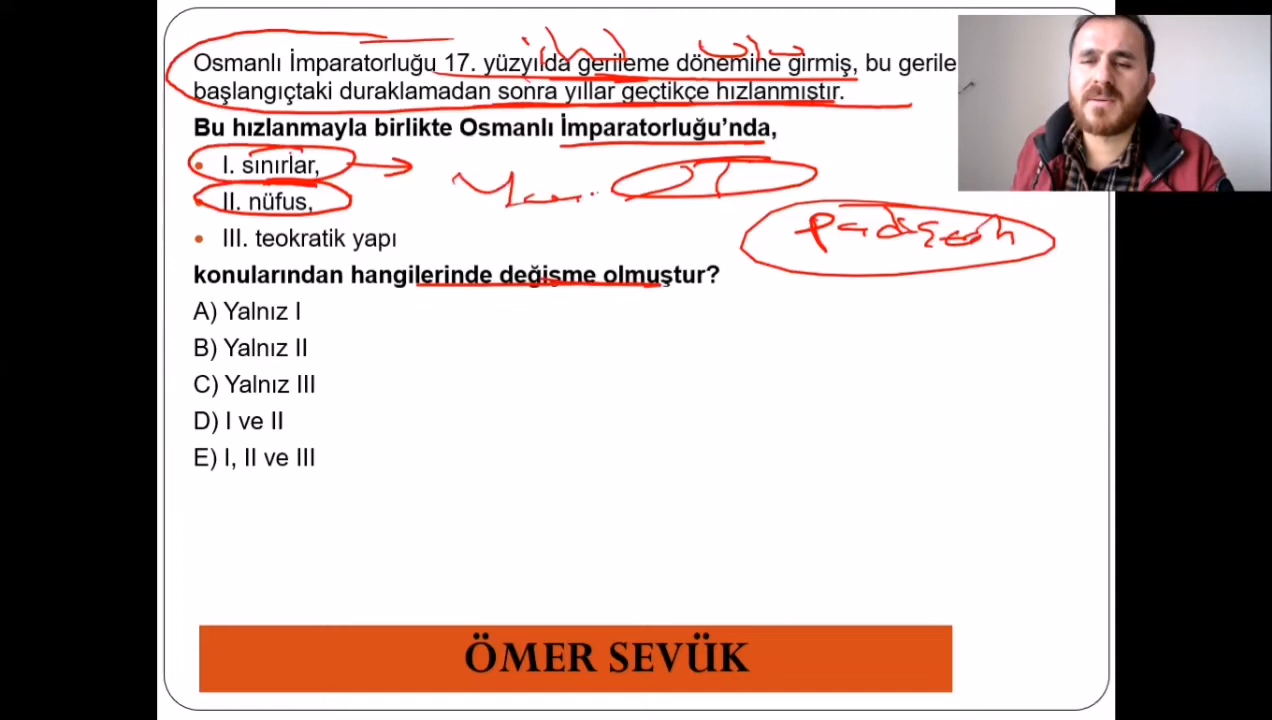 Osmanlı İmparatorluğu 17. yüzyılda gerileme dönemine girmiş, bu gerile
başlangıçtaki duraklamadan sonra yıllar geçtikçe hızlanmıştır.
Bu hızlanmayla birlikte Osmanlı İmparatorluğu'nda,
• I. sınırlar,
II. nüfus,
padişah
• III. teokratik yapı
konularından hangilerinde değişme olmuştur?
A) Yalnız I
B) Yalnız II
C) Yalnız III
D) I ve II
E) I, II ve III
ÖMER SEVÜK